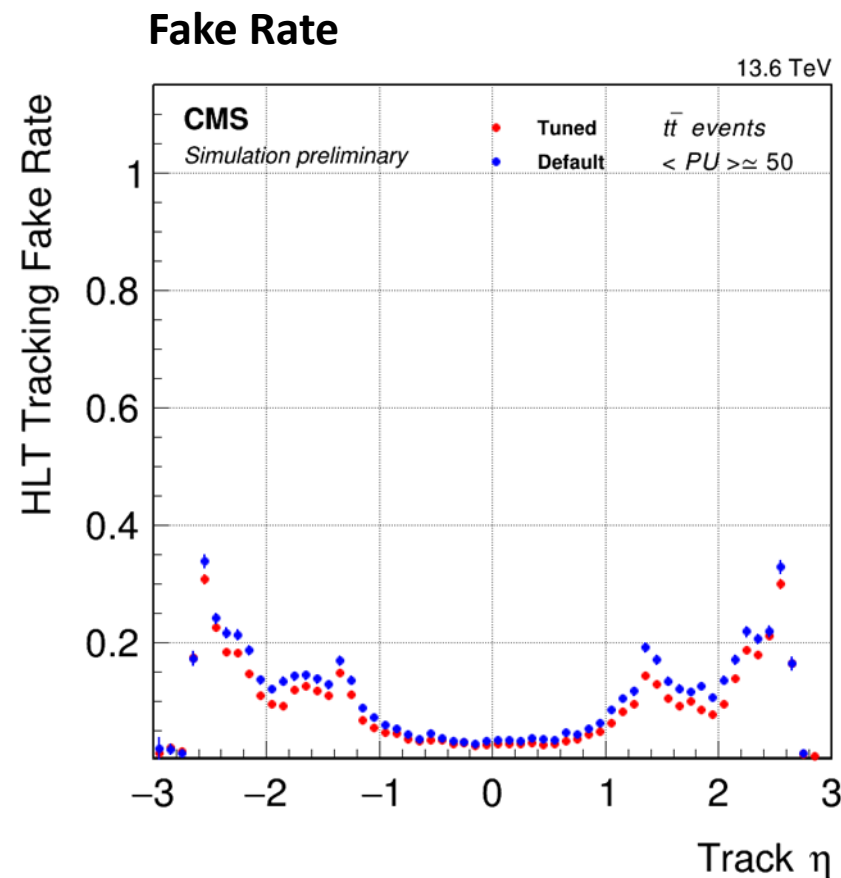 Fake Rate
13.6 TeV
CMS
Simulation preliminary
Tuned
Default
tt̄ events
< PU >≃ 50
HLT Tracking Fake Rate
1
0.8
0.6
0.4
0.2
−3 −2 −1 0 1 2 3
Track η